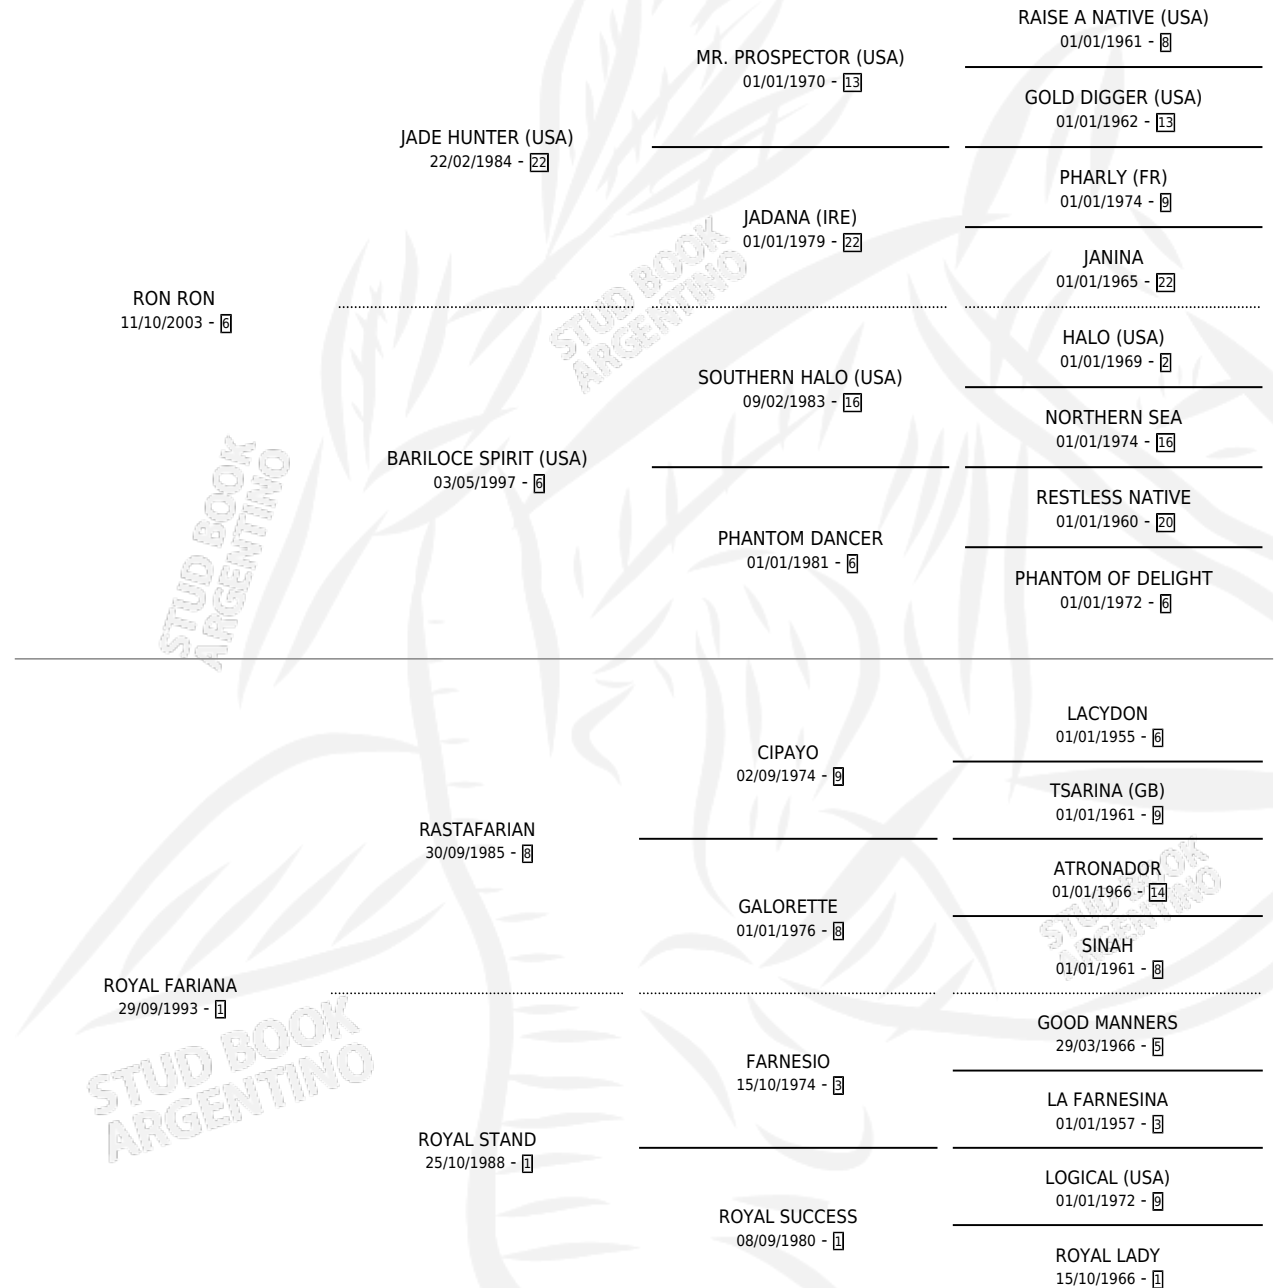 RAISE A NATIVE (USA)
01/01/1961 - 8
MR. PROSPECTOR (USA)
01/01/1970 - 13
GOLD DIGGER (USA)
01/01/1962 - 13
JADE HUNTER (USA)
22/02/1984 - 22
PHARLY (FR)
01/01/1974 - 9
JADANA (IRE)
01/01/1979 - 22
JANINA
01/01/1965 - 22
RON RON
11/10/2003 - 6
HALO (USA)
01/01/1969 - 2
SOUTHERN HALO (USA)
09/02/1983 - 16
NORTHERN SEA
01/01/1974 - 16
BARILOCE SPIRIT (USA)
03/05/1997 - 6
RESTLESS NATIVE
01/01/1960 - 20
PHANTOM DANCER
01/01/1981 - 6
PHANTOM OF DELIGHT
01/01/1972 - 6
LACYDON
01/01/1955 - 6
CIPAYO
02/09/1974 - 9
TSARINA (GB)
01/01/1961 - 9
RASTAFARIAN
30/09/1985 - 8
ATRONADOR
01/01/1966 - 14
GALORETTE
01/01/1976 - 8
SINAH
01/01/1961 - 8
ROYAL FARIANA
29/09/1993 - 1
GOOD MANNERS
29/03/1966 - 5
FARNESIO
15/10/1974 - 3
LA FARNESINA
01/01/1957 - 3
ROYAL STAND
25/10/1988 - 1
LOGICAL (USA)
01/01/1972 - 9
ROYAL SUCCESS
08/09/1980 - 1
ROYAL LADY
15/10/1966 - 1
STUD BOOK
ARGENTINO
STUD BOOK
ARGENTINO
STUD BOOK
ARGENTINO
STUD BOOK
ARGENTINO